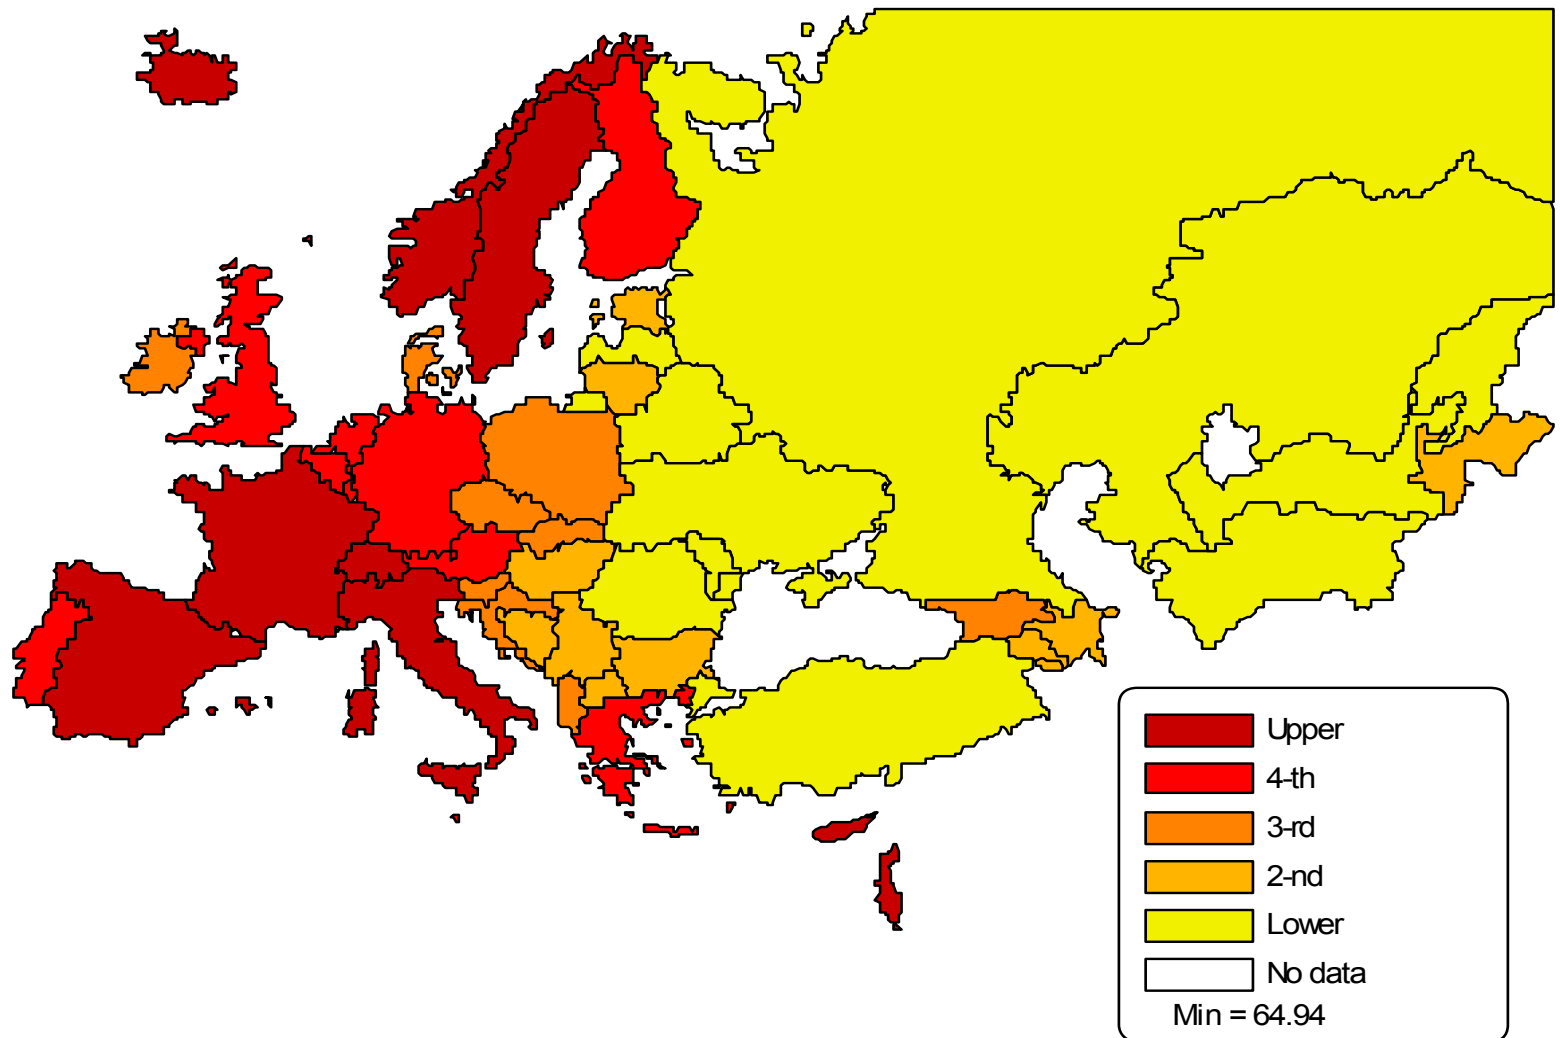 Upper
4-th
3-rd
2-nd
Lower
No data
Min = 64.94